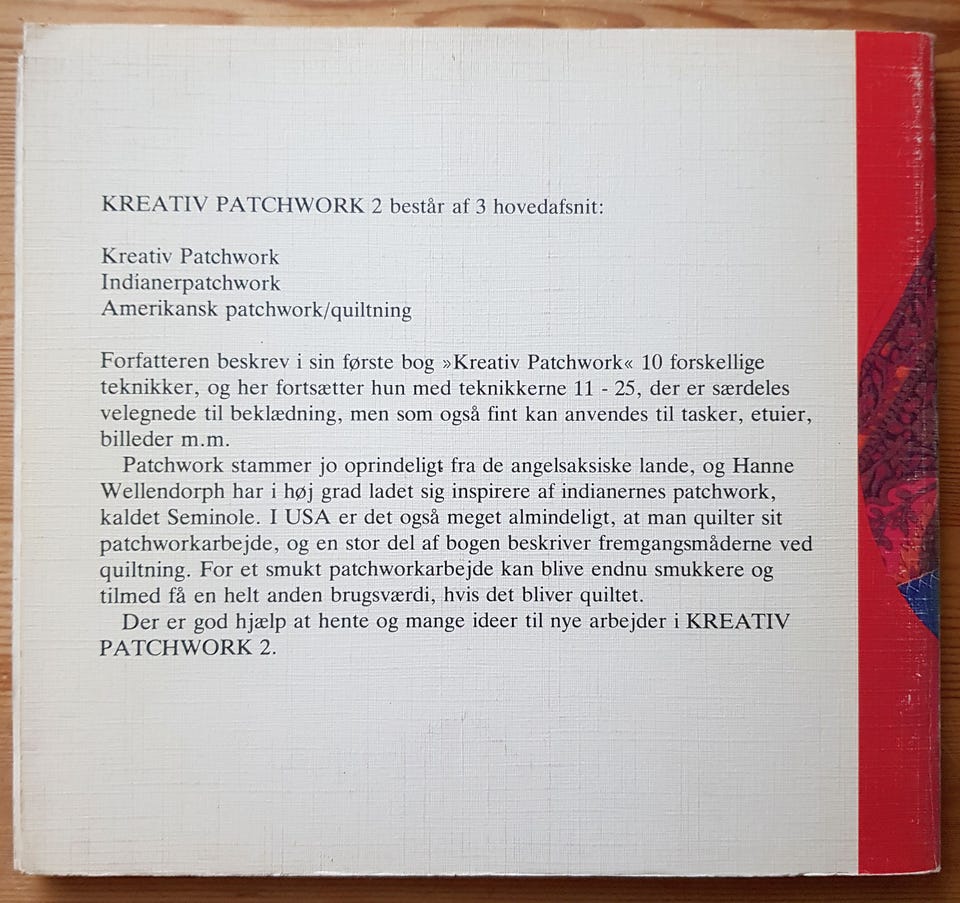 KREATIV PATCHWORK 2 består af 3 hovedafsnit:
Kreativ Patchwork
Indianerpatchwork
Amerikansk patchwork/quiltning
Forfatteren beskrev i sin første bog »Kreativ Patchwork« 10 forskellige
teknikker, og her fortsætter hun med teknikkerne 11 - 25, der er særdeles
velegnede til beklædning, men som også fint kan anvendes til tasker, etuier,
billeder m.m.
Patchwork stammer jo oprindeligt fra de angelsaksiske lande, og Hanne
Wellendorph har i høj grad ladet sig inspirere af indianernes patchwork,
kaldet Seminole. I USA er det også meget almindeligt, at man quilter sit
patchworkarbejde, og en stor del af bogen beskriver fremgangsmåderne ved
quiltning. For et smukt patchworkarbejde kan blive endnu smukkere og
tilmed få en helt anden brugsværdi, hvis det bliver quiltet.
Der er god hjælp at hente og mange ideer til nye arbejder i KREATIV
PATCHWORK 2.